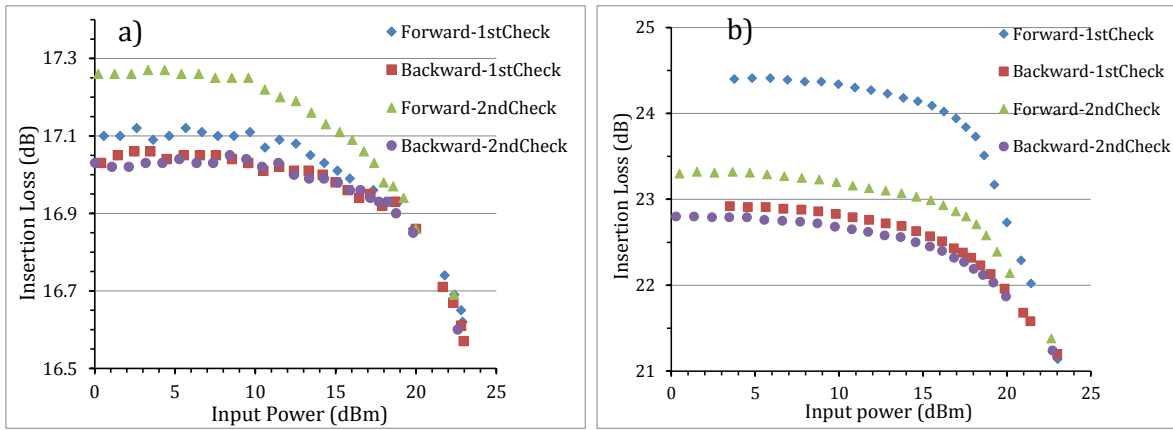 a)
Forward-1stCheck
Backward-1stCheck
Forward-2ndCheck
Backward-2ndCheck
Insertion Loss (dB)
17.3
17.1
16.9
16.7
16.5
0 5 10 15 20 25
Input Power (dBm)
b)
Forward-1stCheck
Backward-1stCheck
Forward-2ndCheck
Backward-2ndCheck
Insertion Loss (dB)
25
24
23
22
21
0 5 10 15 20 25
Input power (dBm)